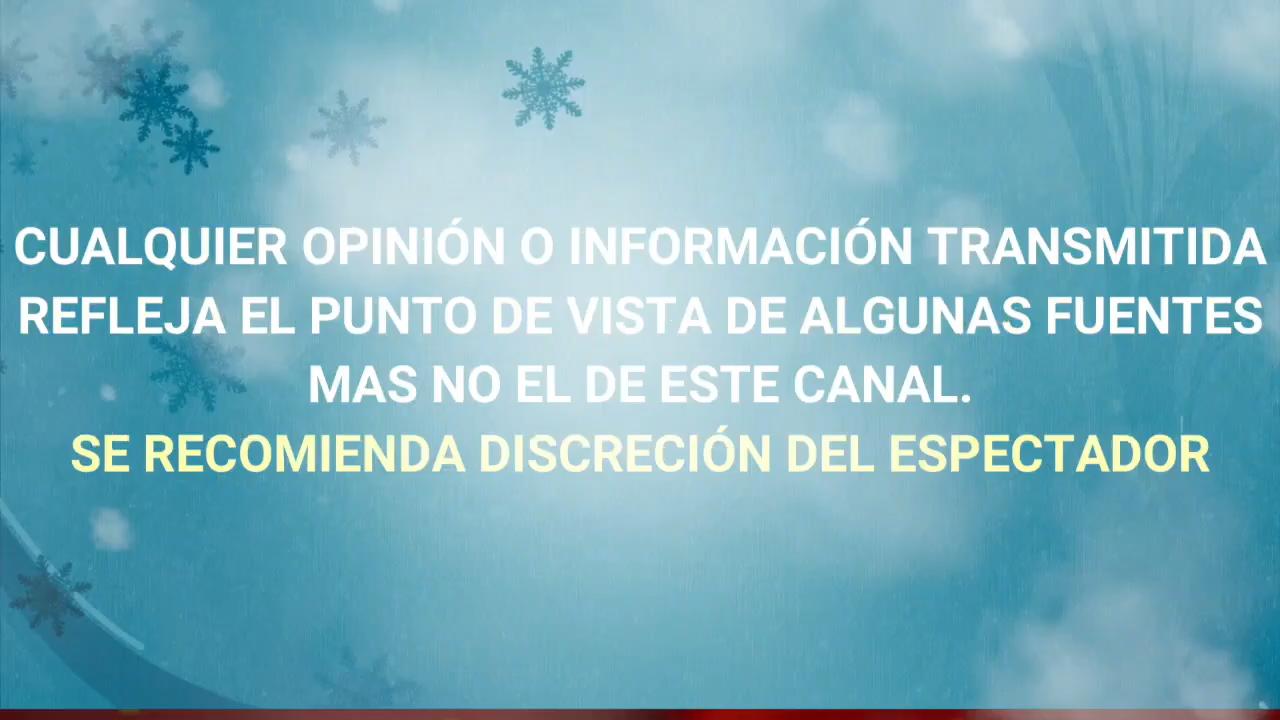 CUALQUIER OPINIÓN O INFORMACIÓN TRANSMITIDA
REFLEJA EL PUNTO DE VISTA DE ALGUNAS FUENTES
MAS NO EL DE ESTE CANAL.
SE RECOMIENDA DISCRECIÓN DEL ESPECTADOR